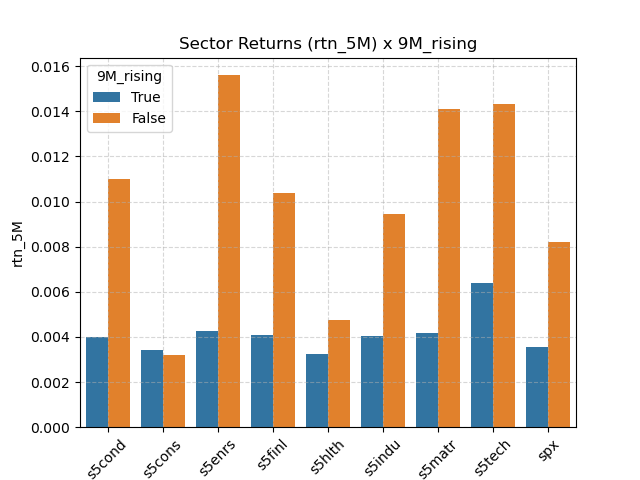 Sector Returns (rtn_5M) x 9M_rising
9M_rising
True
False
rtn_5M
0.016
0.014
0.012
0.010
0.008
0.006
0.004
0.002
0.000
s5cond
s5cons
s5enrs
s5finl
s5hlth
s5indu
s5matr
s5tech
spx